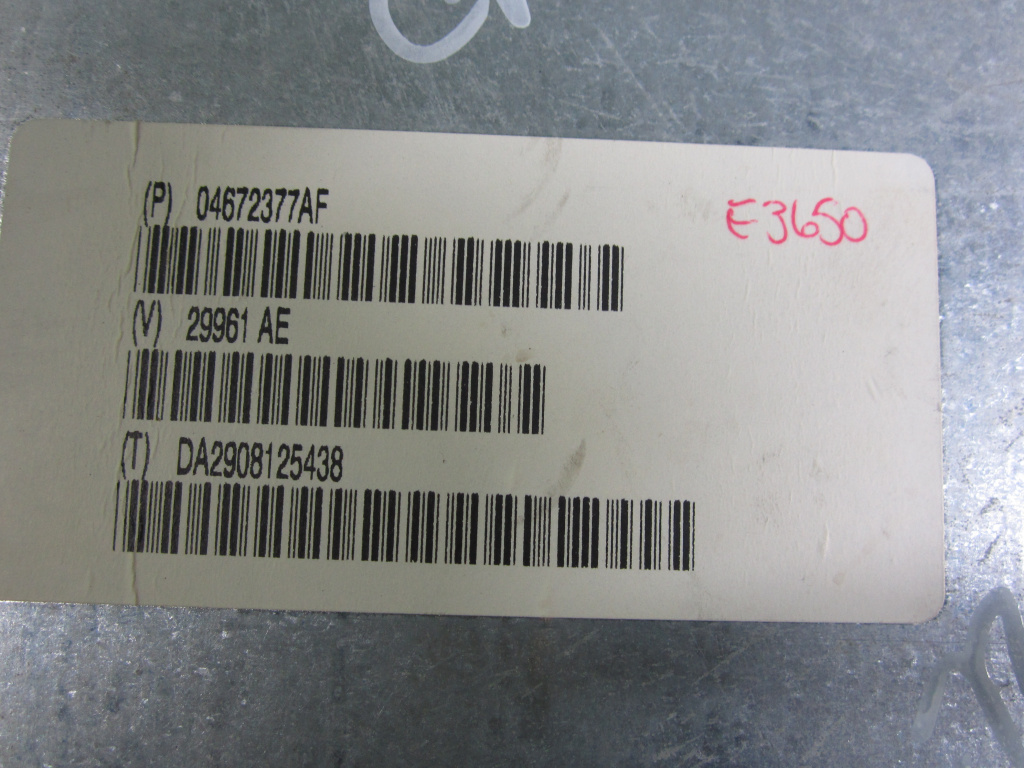 (P) 04672377AF
E3650
(V) 29961 AE
(T) DA2908125438